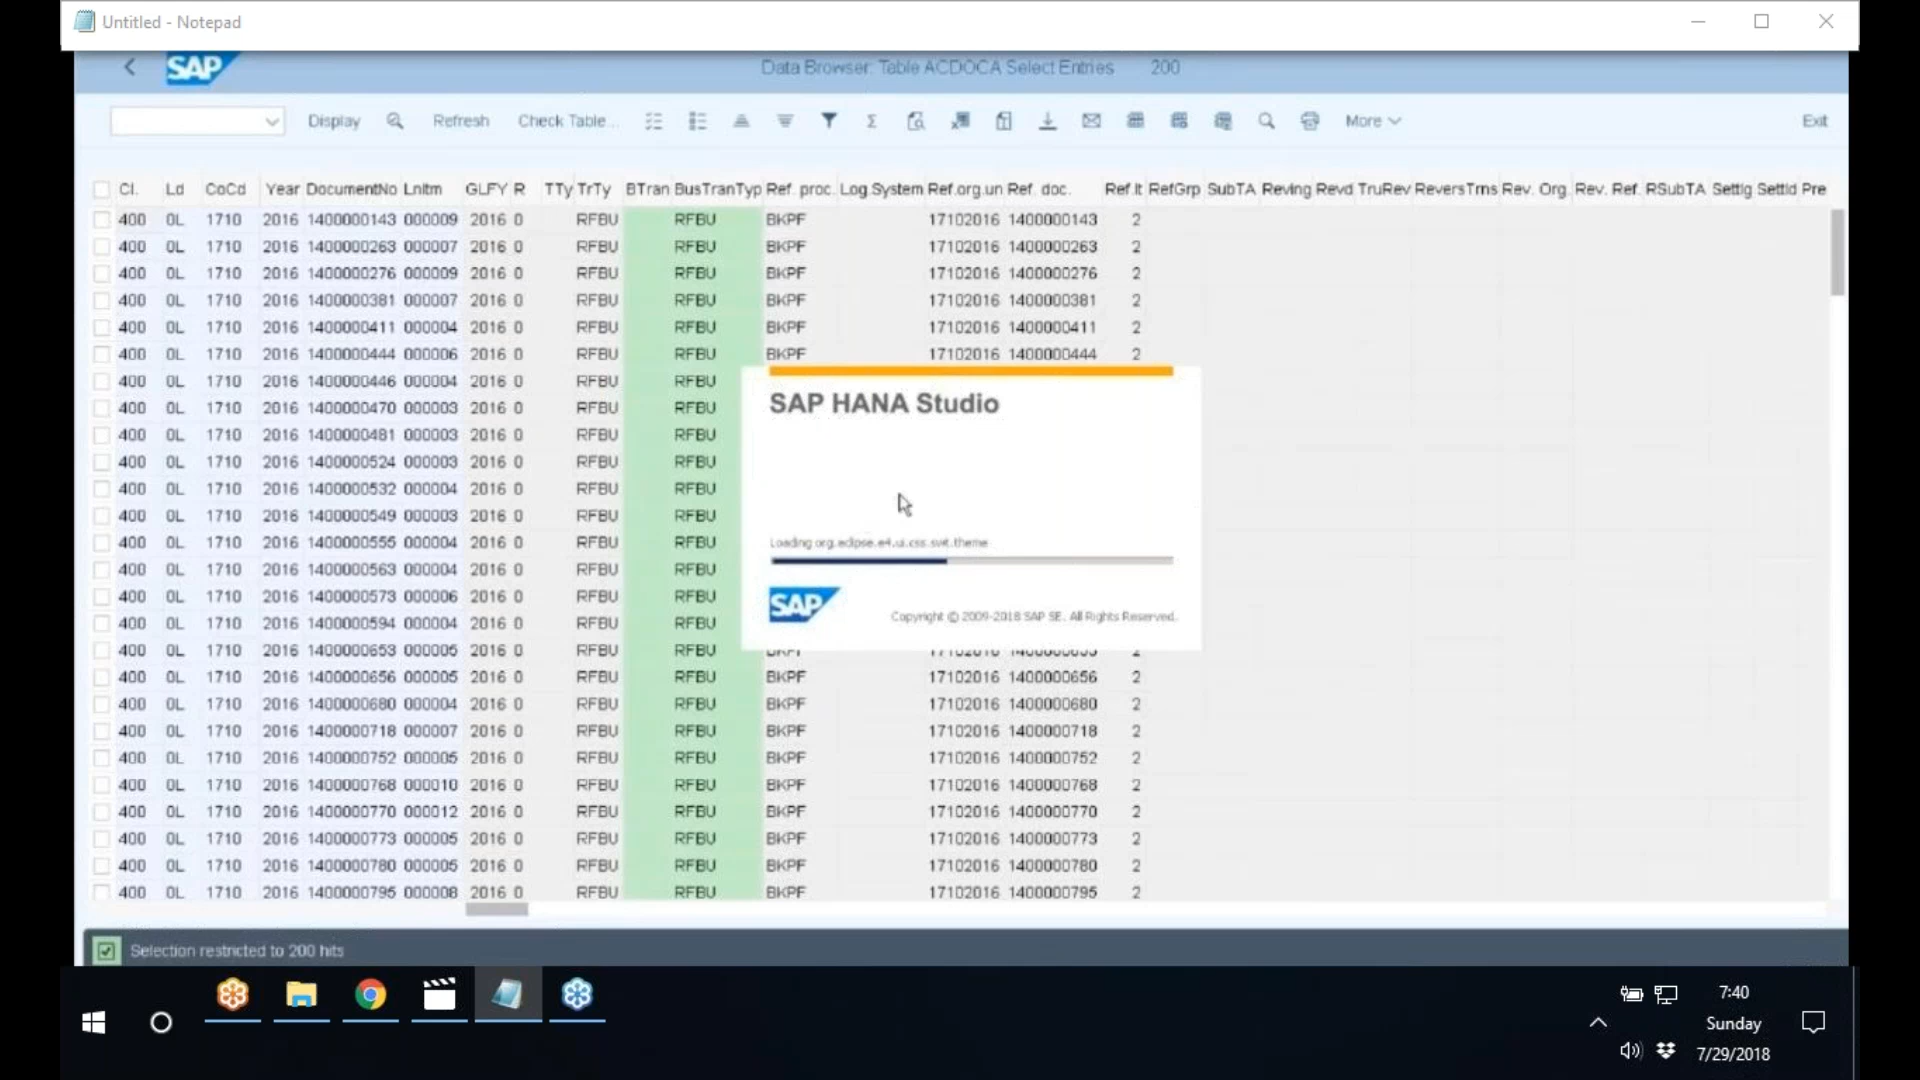 Untitled - Notepad
SAP
Data Browser: Table ACDOCA Select Entries 200
Display Refresh Check Table... Σ More Exit
Cl. Ld CoCd Year DocumentNo LnItm GLFY R TTy TrTy BTran BusTranTyp Ref. proc. Log.System Ref.org.un Ref. doc. Ref.It RefGrp SubTA Reving Revd TruRev ReversTrns Rev. Org. Rev. Ref. RSubTA Settlg Settld Pre
400 0L 1710 2016 1400000143 000009 2016 0 RFBU RFBU BKPF 17102016 1400000143 2
400 0L 1710 2016 1400000263 000007 2016 0 RFBU RFBU BKPF 17102016 1400000263 2
400 0L 1710 2016 1400000276 000009 2016 0 RFBU RFBU BKPF 17102016 1400000276 2
400 0L 1710 2016 1400000381 000007 2016 0 RFBU RFBU BKPF 17102016 1400000381 2
400 0L 1710 2016 1400000411 000004 2016 0 RFBU RFBU BKPF 17102016 1400000411 2
400 0L 1710 2016 1400000444 000006 2016 0 RFBU RFBU BKPF 17102016 1400000444 2
400 0L 1710 2016 1400000446 000004 2016 0 RFBU RFBU
400 0L 1710 2016 1400000470 000003 2016 0 RFBU RFBU
400 0L 1710 2016 1400000481 000003 2016 0 RFBU RFBU
400 0L 1710 2016 1400000524 000003 2016 0 RFBU RFBU
400 0L 1710 2016 1400000532 000004 2016 0 RFBU RFBU
400 0L 1710 2016 1400000549 000003 2016 0 RFBU RFBU
400 0L 1710 2016 1400000555 000004 2016 0 RFBU RFBU
400 0L 1710 2016 1400000563 000004 2016 0 RFBU RFBU
400 0L 1710 2016 1400000573 000006 2016 0 RFBU RFBU
400 0L 1710 2016 1400000594 000004 2016 0 RFBU RFBU
400 0L 1710 2016 1400000653 000005 2016 0 RFBU RFBU BKPF 17102016 1400000653 2
400 0L 1710 2016 1400000656 000005 2016 0 RFBU RFBU BKPF 17102016 1400000656 2
400 0L 1710 2016 1400000680 000004 2016 0 RFBU RFBU BKPF 17102016 1400000680 2
400 0L 1710 2016 1400000718 000007 2016 0 RFBU RFBU BKPF 17102016 1400000718 2
400 0L 1710 2016 1400000752 000005 2016 0 RFBU RFBU BKPF 17102016 1400000752 2
400 0L 1710 2016 1400000768 000010 2016 0 RFBU RFBU BKPF 17102016 1400000768 2
400 0L 1710 2016 1400000770 000012 2016 0 RFBU RFBU BKPF 17102016 1400000770 2
400 0L 1710 2016 1400000773 000005 2016 0 RFBU RFBU BKPF 17102016 1400000773 2
400 0L 1710 2016 1400000780 000005 2016 0 RFBU RFBU BKPF 17102016 1400000780 2
400 0L 1710 2016 1400000795 000008 2016 0 RFBU RFBU BKPF 17102016 1400000795 2
SAP HANA Studio
Loading org.eclipse.e4.ui.css.swt.theme
SAP
Copyright © 2009-2018 SAP SE. All Rights Reserved.
Selection restricted to 200 hits
7:40
Sunday
7/29/2018